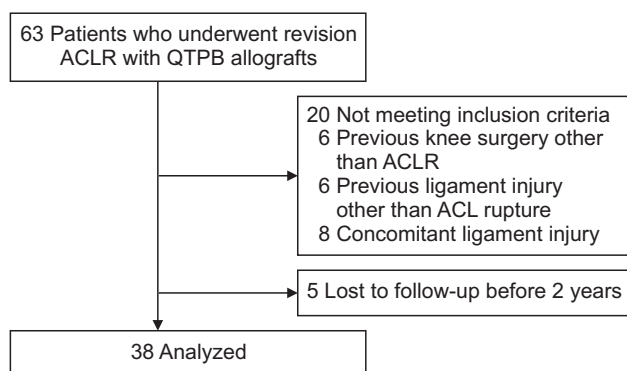 63 Patients who underwent revision
ACLR with QTPB allografts
20 Not meeting inclusion criteria
6 Previous knee surgery other
than ACLR
6 Previous ligament injury
other than ACL rupture
8 Concomitant ligament injury
5 Lost to follow-up before 2 years
38 Analyzed